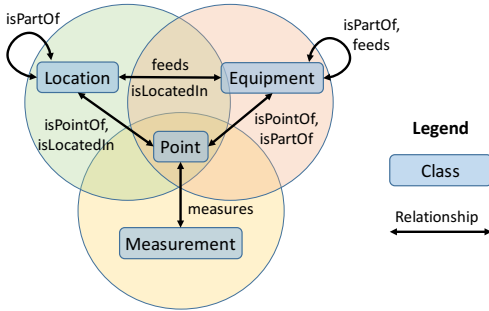 isPartOf
isPartOf,
feeds
Location
feeds
isLocatedIn
Equipment
isPointOf,
isLocatedIn
Point
isPointOf,
isPartOf
measures
Measurement
Legend
Class
Relationship